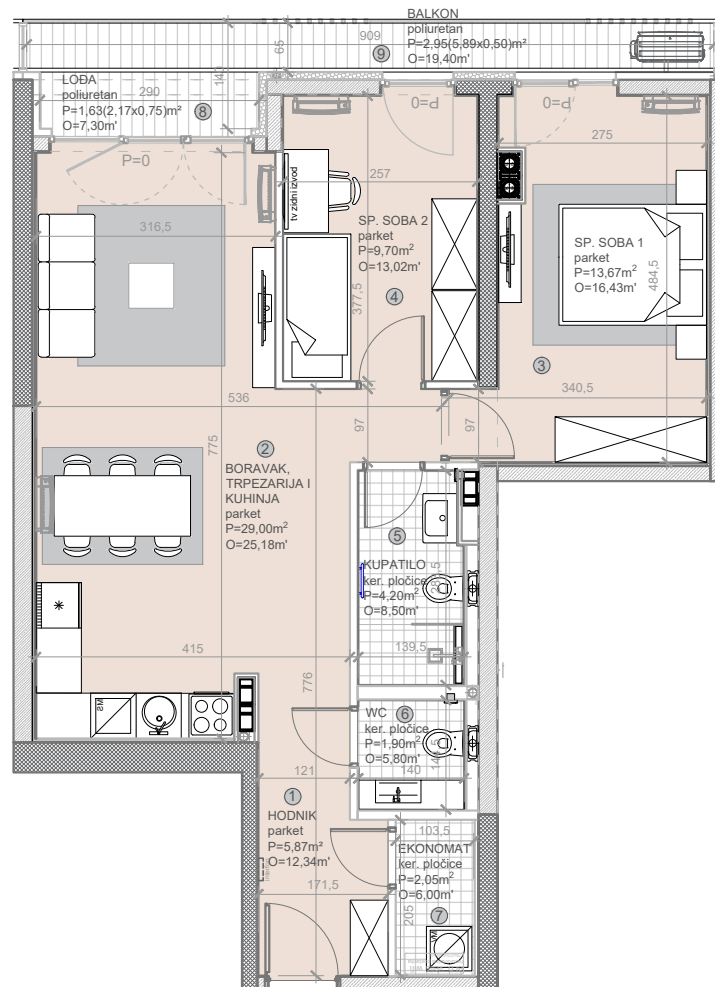 BALKON
poliuretan
P=2,95(5,89x0,50)m²
O=19,40m'
9
909
65
LOĐA
poliuretan
P=1,63(2,17x0,75)m²
O=7,30m'
8
290
P=0
P=0
P=0
275
257
316,5
tv zidni izvod
SP. SOBA 2
parket
P=9,70m²
O=13,02m'
4
377,5
SP. SOBA 1
parket
P=13,67m²
O=16,43m'
484,5
3
340,5
536
97
97
775
2
BORAVAK,
TRPEZARIJA I
KUHINJA
parket
P=29,00m²
O=25,18m'
5
KUPATILO
ker. pločice
P=4,20m²
O=8,50m'
139,5
415
776
MS
WC
6
ker. pločice
P=1,90m²
O=5,80m'
140
121
1
HODNIK
parket
P=5,87m²
O=12,34m'
171,5
103,5
EKONOMAT
ker. pločice
P=2,05m²
O=6,00m'
205
7